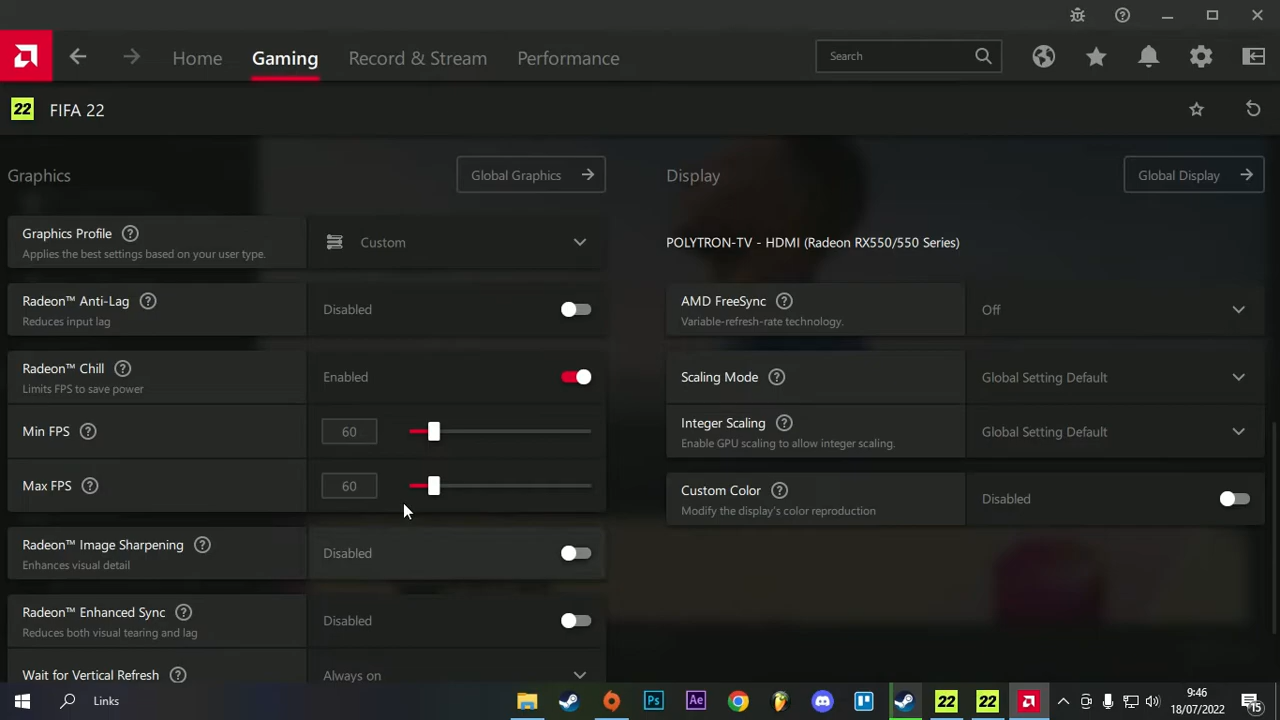 Home
Gaming
Record & Stream
Performance
Search
22
FIFA 22
Graphics
Global Graphics
Display
Global Display
Graphics Profile
Applies the best settings based on your user type.
Custom
POLYTRON-TV - HDMI (Radeon RX550/550 Series)
Radeon™ Anti-Lag
Reduces input lag
Disabled
AMD FreeSync
Variable-refresh-rate technology.
Off
Radeon™ Chill
Limits FPS to save power
Enabled
Scaling Mode
Global Setting Default
Min FPS
60
Integer Scaling
Enable GPU scaling to allow integer scaling.
Global Setting Default
Max FPS
60
Custom Color
Modify the display's color reproduction
Disabled
Radeon™ Image Sharpening
Enhances visual detail
Disabled
Radeon™ Enhanced Sync
Reduces both visual tearing and lag
Disabled
Wait for Vertical Refresh
Always on
Links
Ps
Ae
22
22
9:46
18/07/2022
15